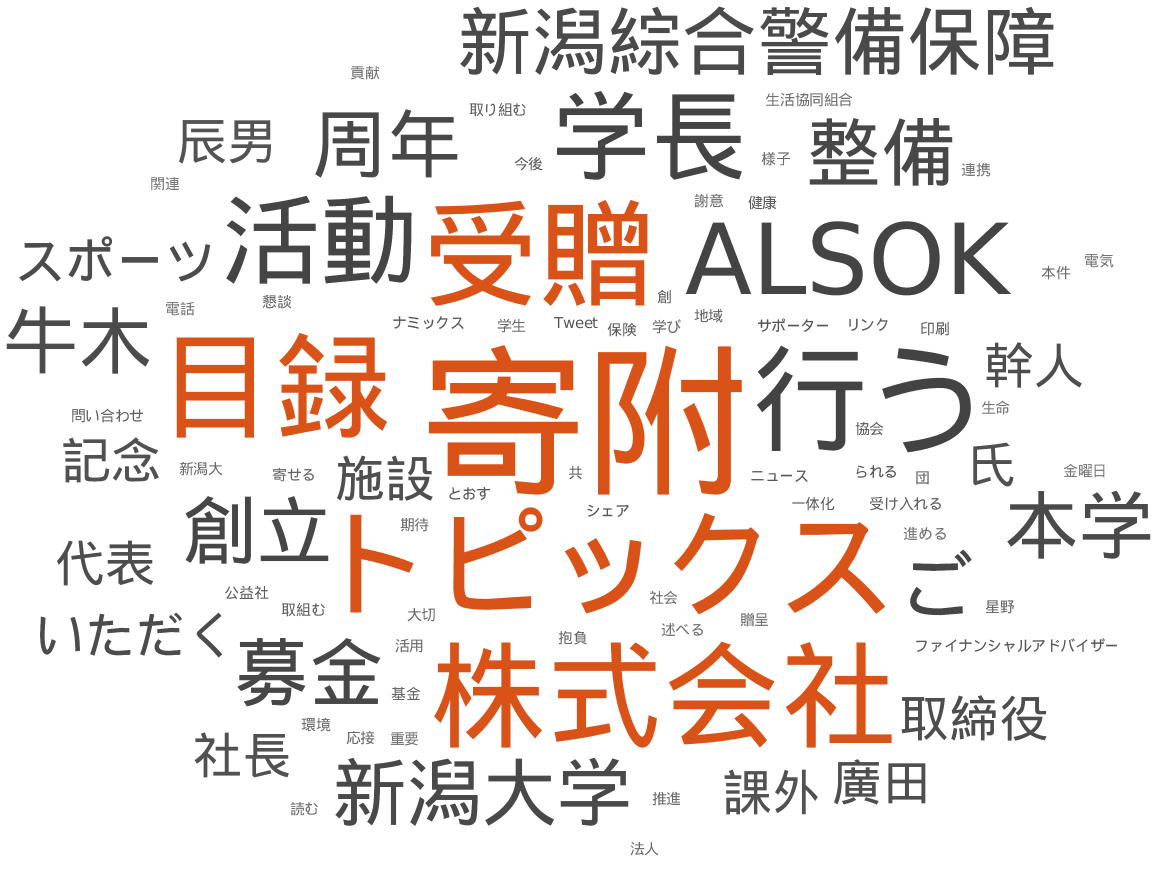 新潟綜合警備保障
貢献
取り組む
学長
生活協同組合
辰男
周年
今後
様子
整備
連携
関連
活動
受贈
謝意
健康
ALSOK
スポーツ
本件
電気
電話
懇談
創
地域
牛木
ナミックス
学生
Tweet
保険
学び
サポーター
リンク
印刷
目録
寄附
行う
幹人
生命
問い合わせ
協会
記念
新潟大
寄せる
施設
とおす
共
ニュース
られる
団
氏
金曜日
創立
期待
シェア
一体化
受け入れる
本学
トピックス
進める
代表
ご
公益社
取組む
大切
社会
贈呈
星野
いただく
募金
活用
抱負
述べる
ファイナンシャルアドバイザー
基金
株式会社
取締役
環境
応接
重要
社長
新潟大学
推進
課外
廣田
読む
法人